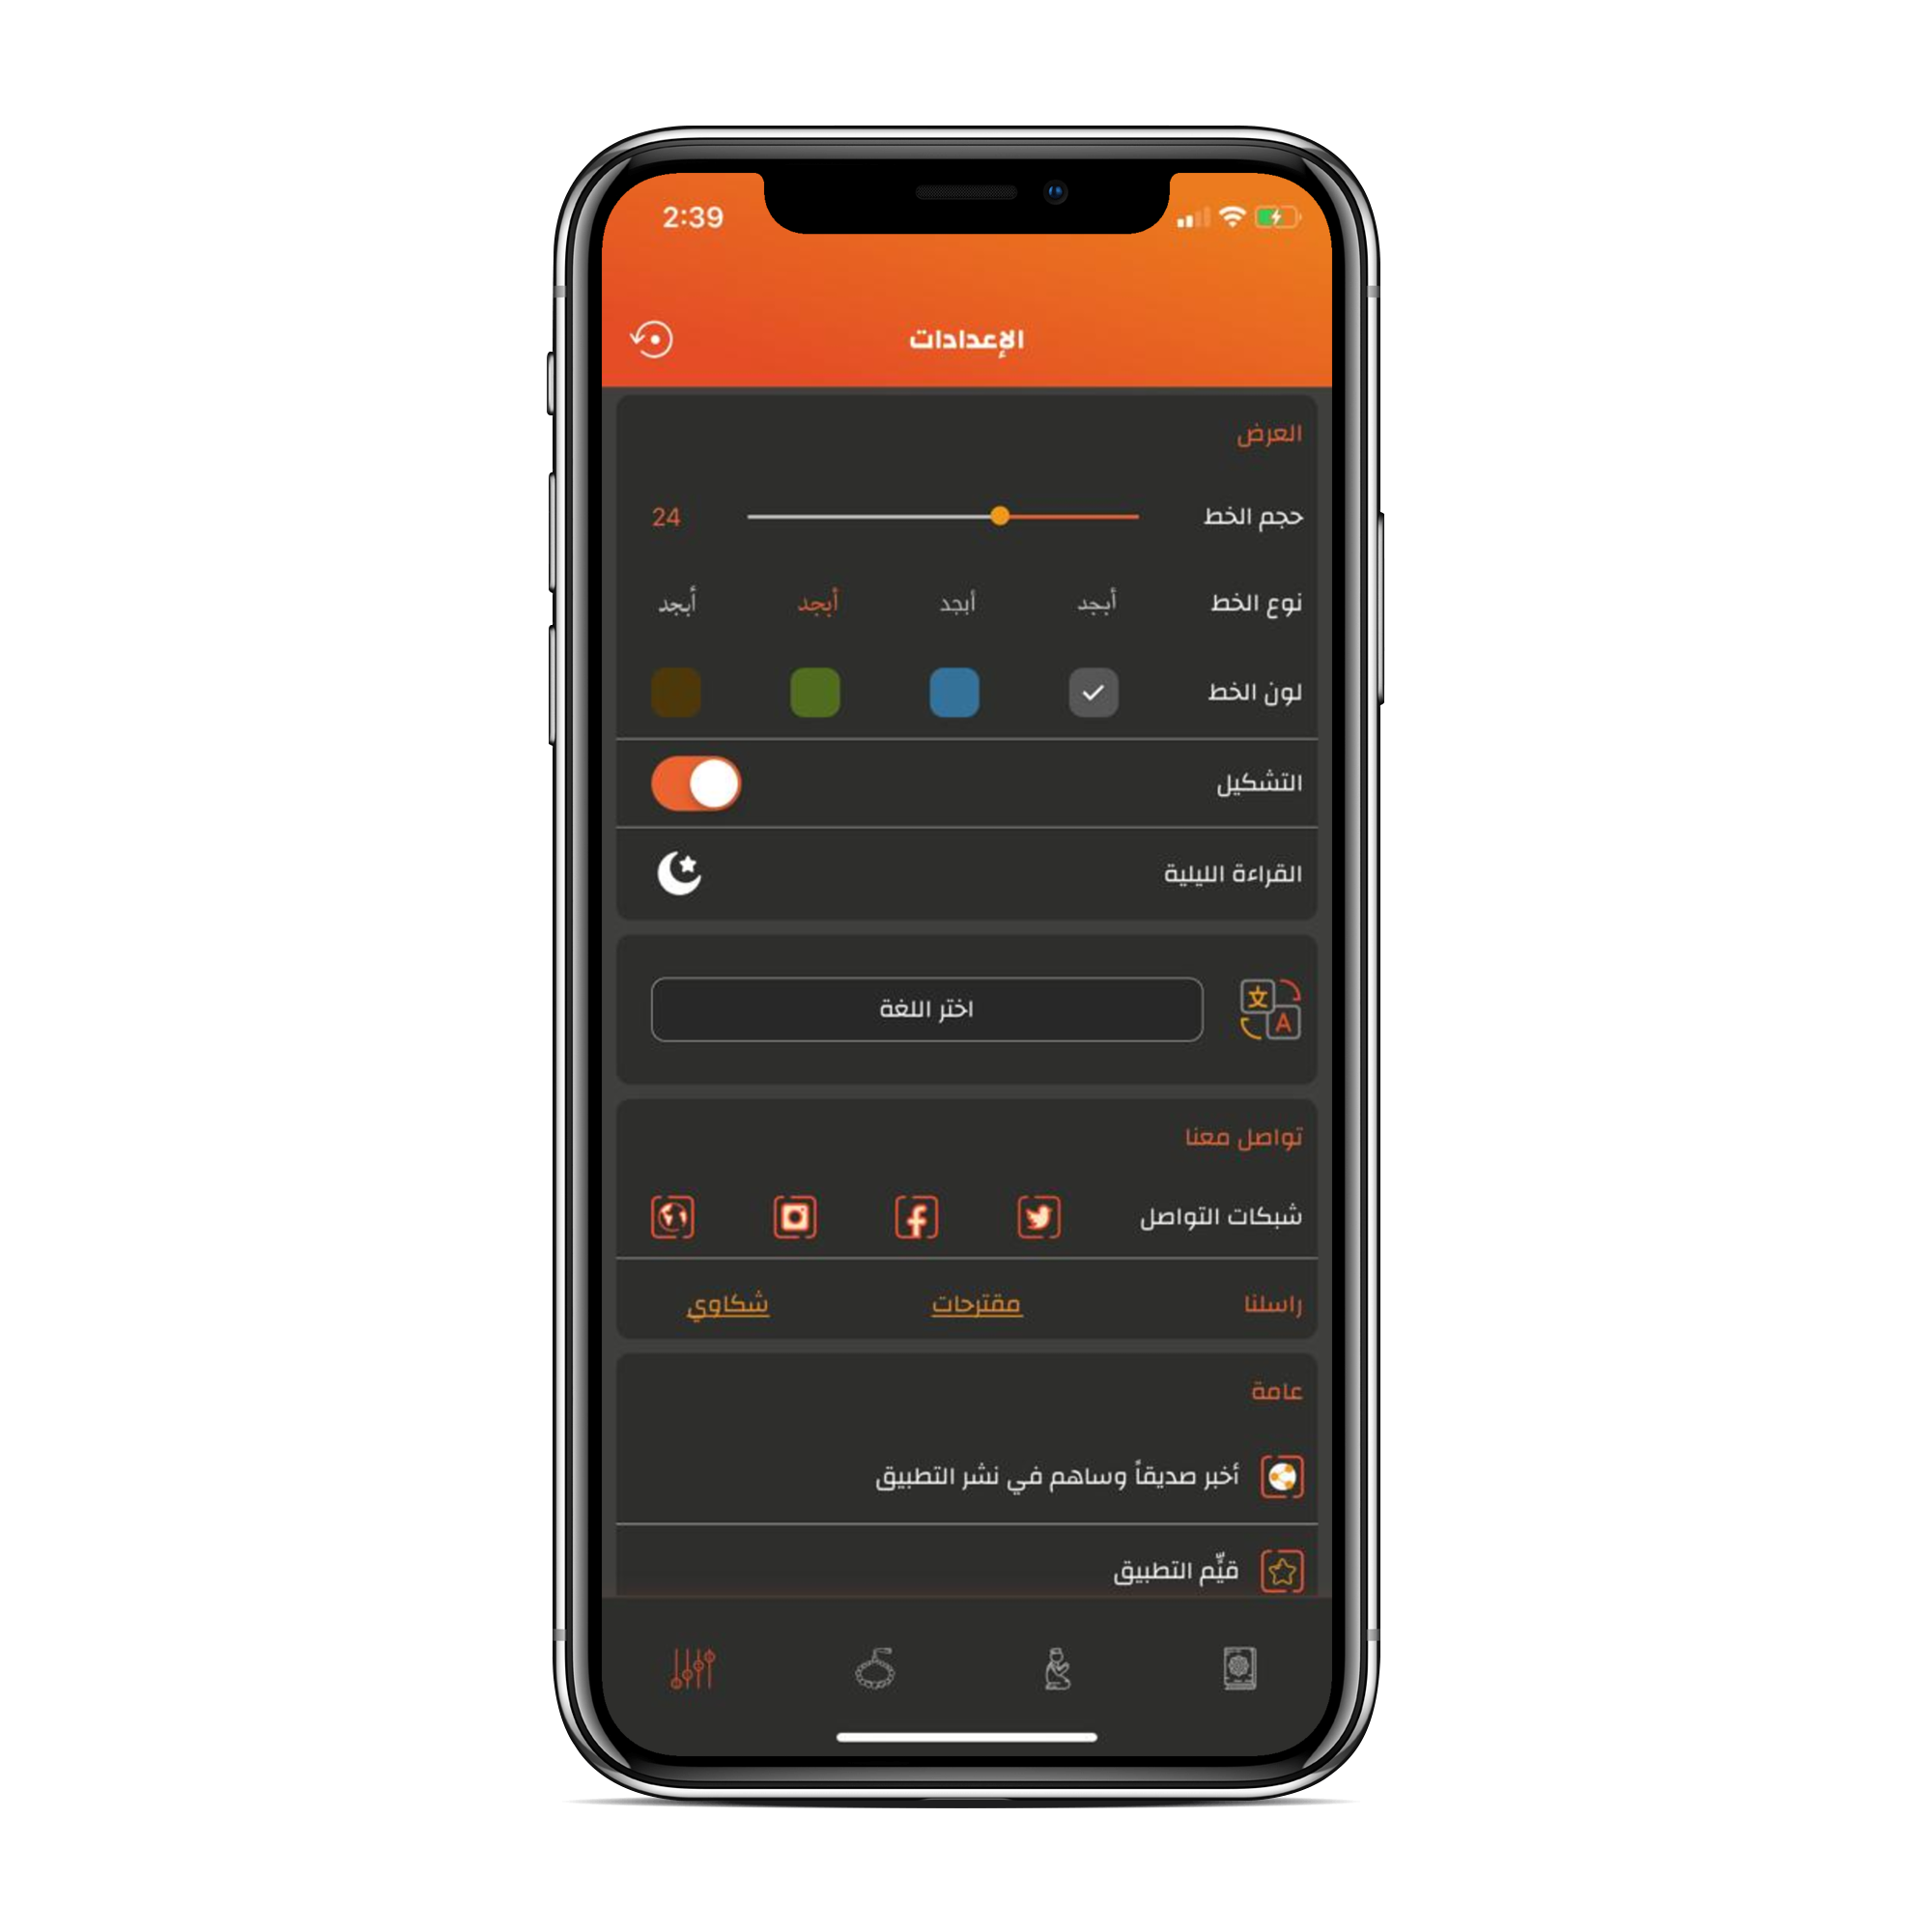 2:39
الإعدادات
العرض
حجم الخط 24
نوع الخط أبجد أبجد أبجد أبجد
لون الخط
التشكيل
القراءة الليلية
اختر اللغة
文 A
تواصل معنا
شبكات التواصل
راسلنا مقترحات شكاوي
عامة
أخبر صديقاً وساهم في نشر التطبيق
قيِّم التطبيق